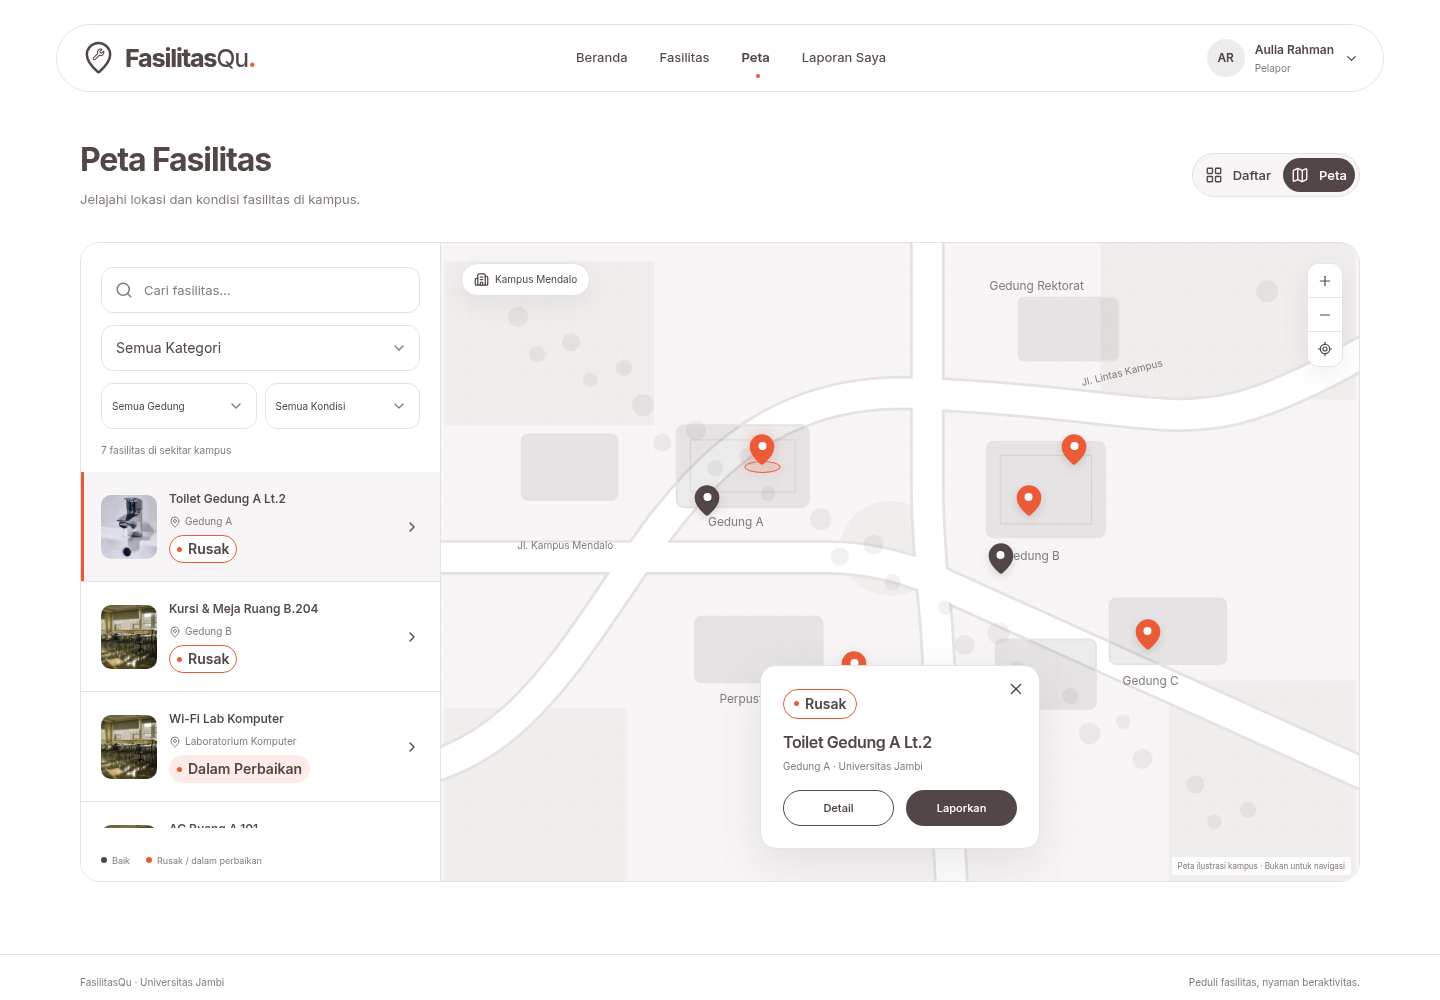 FasilitasQu.
Beranda
Fasilitas
Peta
Laporan Saya
AR
Aulia Rahman
Pelapor
Peta Fasilitas
Jelajahi lokasi dan kondisi fasilitas di kampus.
Daftar
Peta
Cari fasilitas...
Semua Kategori
Semua Gedung
Semua Kondisi
7 fasilitas di sekitar kampus
Toilet Gedung A Lt.2
Gedung A
Rusak
Kursi & Meja Ruang B.204
Gedung B
Rusak
Wi-Fi Lab Komputer
Laboratorium Komputer
Dalam Perbaikan
AC Ruang A.101
Baik
Rusak / dalam perbaikan
Kampus Mendalo
Gedung Rektorat
Jl. Lintas Kampus
Gedung A
Jl. Kampus Mendalo
edung B
Gedung C
Perpus
Rusak
Toilet Gedung A Lt.2
Gedung A · Universitas Jambi
Detail
Laporkan
Peta ilustrasi kampus · Bukan untuk navigasi
FasilitasQu · Universitas Jambi
Peduli fasilitas, nyaman beraktivitas.